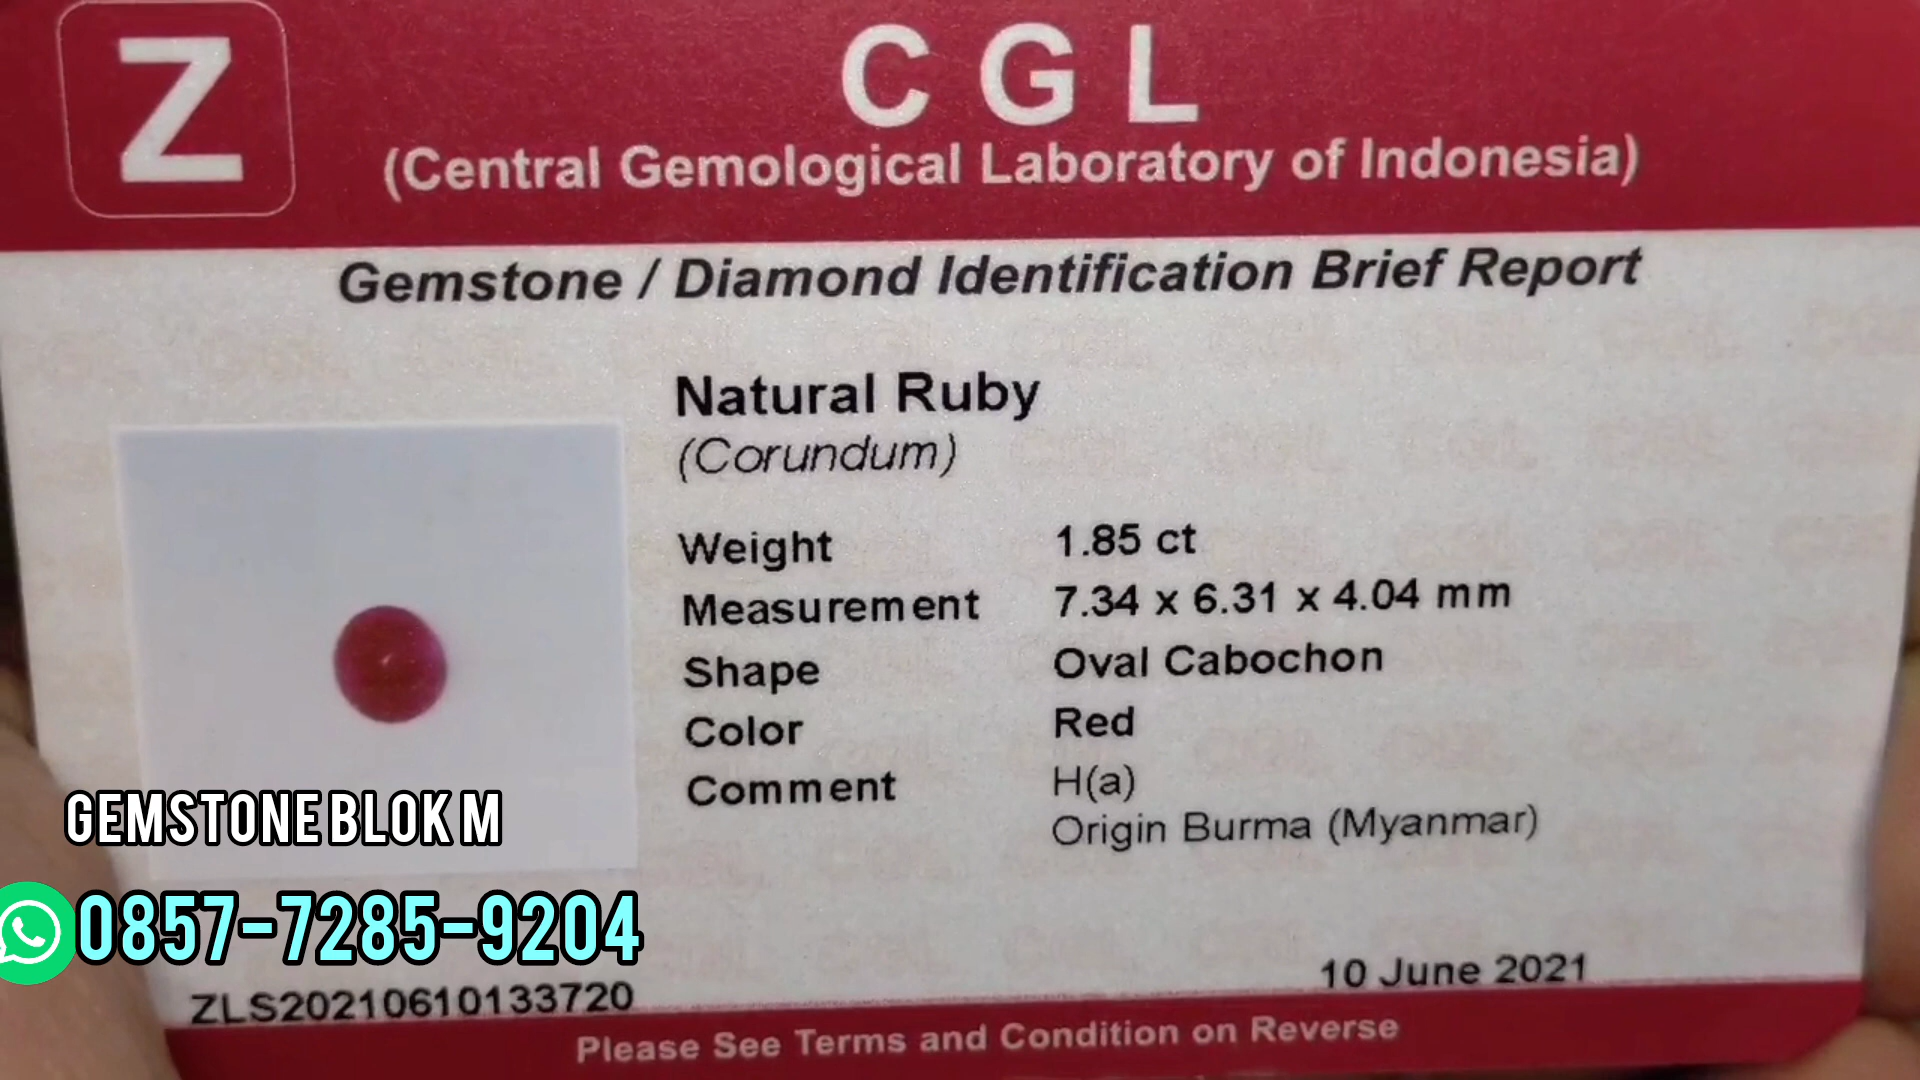 Z
CGL
(Central Gemological Laboratory of Indonesia)
Gemstone / Diamond Identification Brief Report
Natural Ruby
(Corundum)
Weight 1.85 ct
Measurement 7.34 x 6.31 x 4.04 mm
Shape Oval Cabochon
Color Red
Comment H(a)
Origin Burma (Myanmar)
GEMSTONE BLOK M
0857-7285-9204
10 June 2021
ZLS20210610133720
Please See Terms and Condition on Reverse